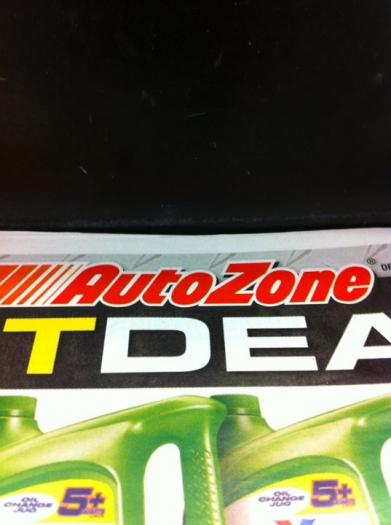 AutoZone ®
TDEA
OIL CHANGE JUG 5+
OIL CHANGE JUG 5+